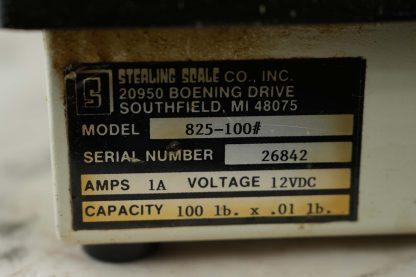 S STERLING SCALE CO., INC.
20950 BOENING DRIVE
SOUTHFIELD, MI 48075
MODEL 825-100#
SERIAL NUMBER 26842
AMPS 1A VOLTAGE 12VDC
CAPACITY 100 lb. x .01 lb.